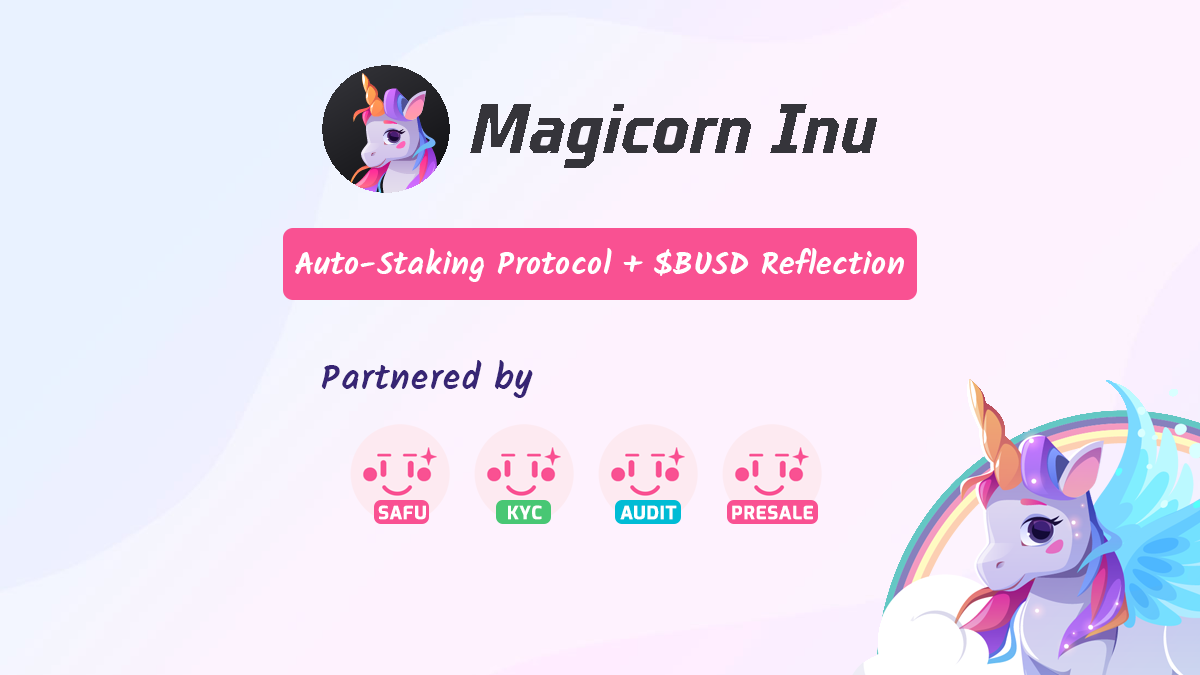 Magicorn Inu
Auto-Staking Protocol + $BUSD Reflection
Partnered by
SAFU KYC AUDIT PRESALE